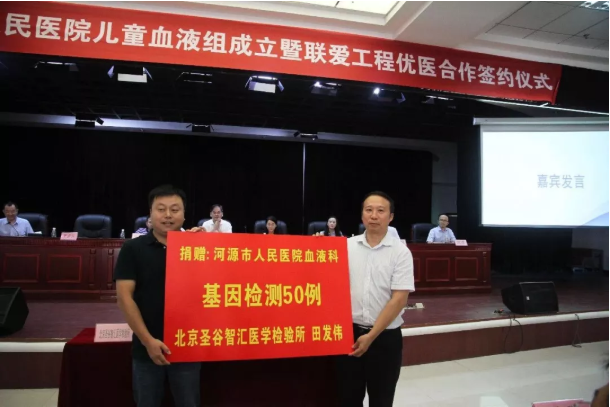 民医院儿童血液组成立暨联爱工程优医合作签约仪式
嘉宾发言
捐赠:河源市人民医院血液科
基因检测50例
北京圣谷智汇医学检验所 田发伟